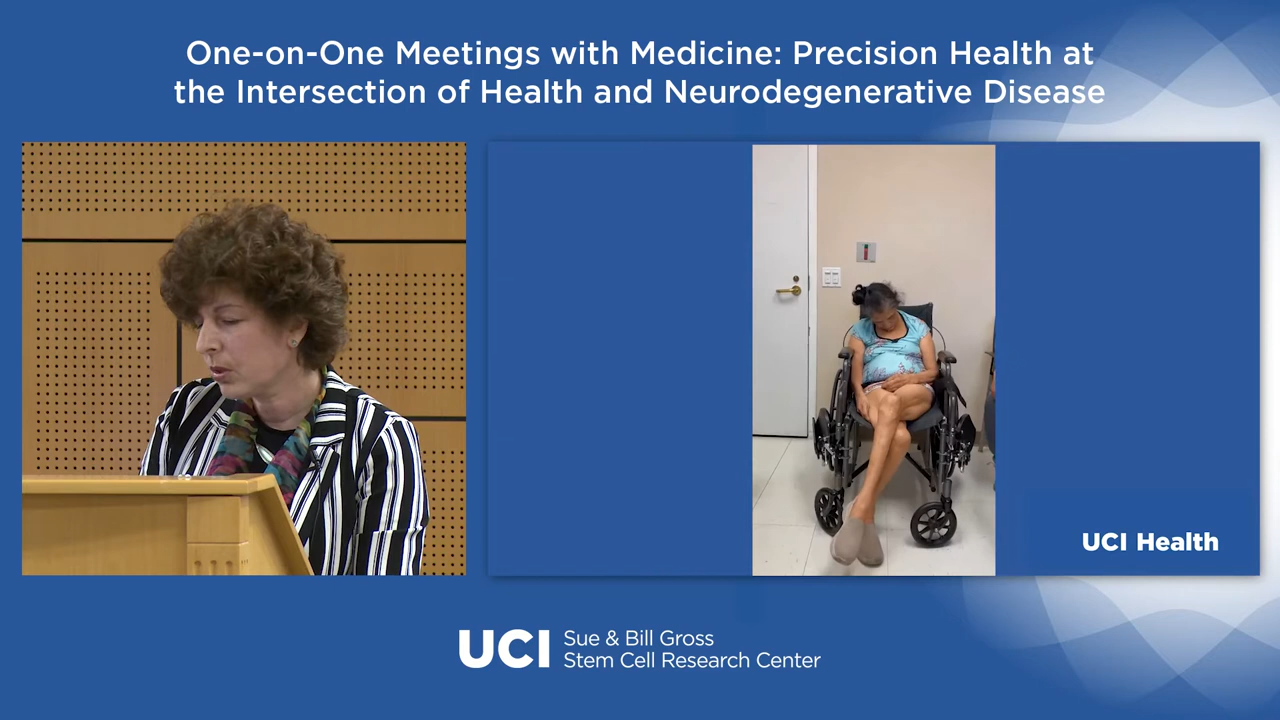 One-on-One Meetings with Medicine: Precision Health at
the Intersection of Health and Neurodegenerative Disease
UCI Health
UCI Sue & Bill Gross
Stem Cell Research Center